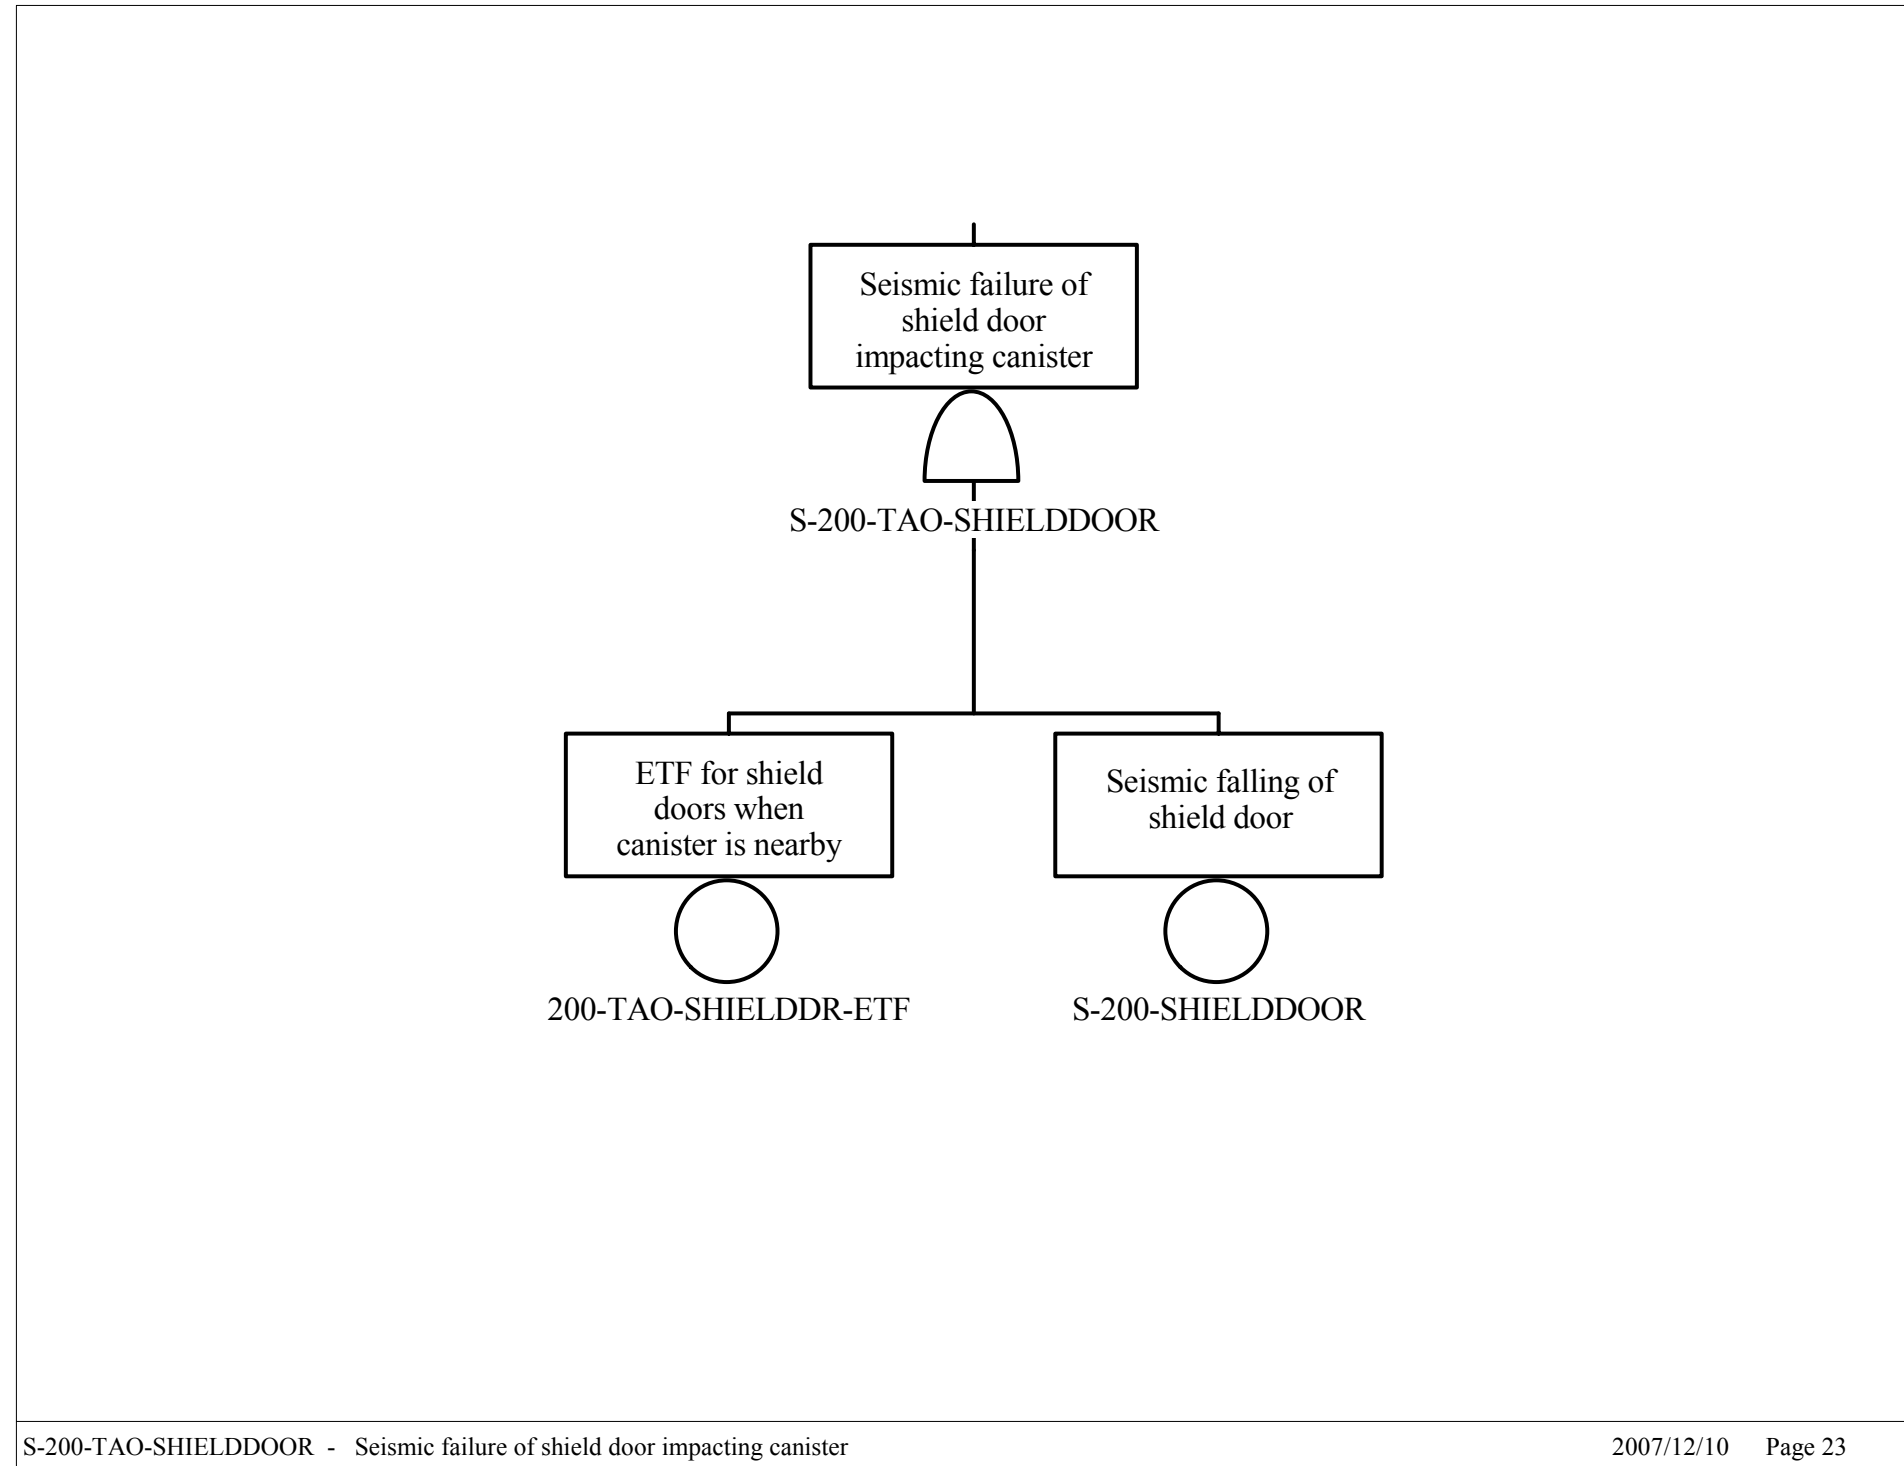 Seismic failure of
shield door
impacting canister
S-200-TAO-SHIELDDOOR
ETF for shield
doors when
canister is nearby
200-TAO-SHIELDDR-ETF
Seismic falling of
shield door
S-200-SHIELDDOOR
S-200-TAO-SHIELDDOOR - Seismic failure of shield door impacting canister 2007/12/10 Page 23